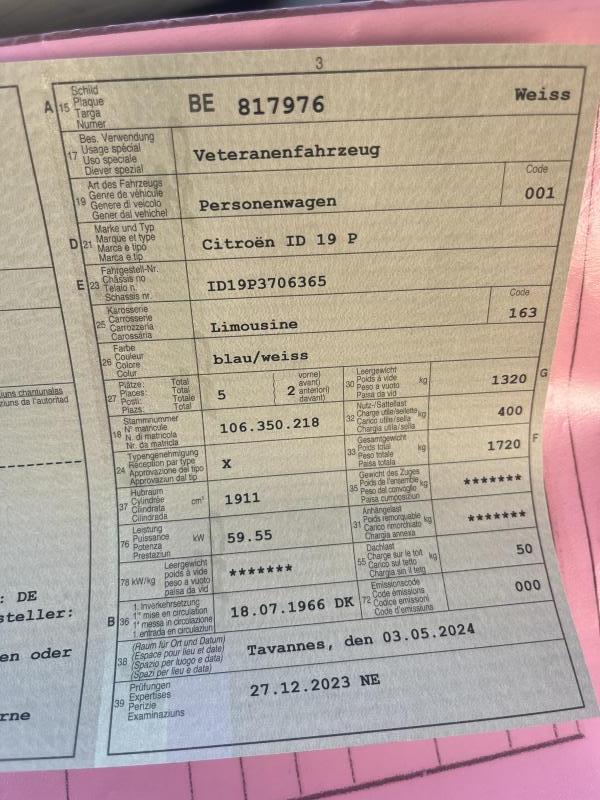 3
A 15 Schild
Plaque
Targa
Numer
BE 817976
Weiss
17 Bes. Verwendung
Usage spécial
Uso speciale
Diever spezial
Veteranenfahrzeug
19 Art des Fahrzeugs
Genre de véhicule
Genere di veicolo
Gener dal vehichel
Personenwagen
Code
001
D 21 Marke und Typ
Marque et type
Marca e tipo
Marca e tip
Citroën ID 19 P
E 23 Fahrgestell-Nr.
Châssis no
Telaio n.
Schassis nr.
ID19P3706365
25 Karosserie
Carrosserie
Carrozzeria
Carossaria
Limousine
Code
163
26 Farbe
Couleur
Colore
Colur
blau/weiss
27 Plätze: Total
Places: Total
Posti: Totale
Plazs: Total
5
vorne)
avant)
anteriori)
davant)
2
30 Leergewicht
Poids à vide
Peso a vuoto
Paisa da vid
kg
1320 G
18 Stammnummer
N° matricule
N. di matricola
Nr. da matricla
106.350.218
32 Nutz-/Sattellast
Charge utile/sellette
Carico utile/sella
Chargia utila/sella
kg
400
24 Typengenehmigung
Réception par type
Approvazione del tipo
Approvaziun dal tip
X
33 Gesamtgewicht
Poids total
Peso totale
Paisa totala
kg
1720 F
37 Hubraum
Cylindrée
Cilindrata
Cilindrada
cm³
1911
35 Gewicht des Zuges
Poids de l'ensemble
Peso del convoglio
Paisa cumposiziun
kg
*******
76 Leistung
Puissance
Potenza
Prestaziun
kW
59.55
31 Anhängelast
Poids remorquable
Carico rimorchiato
Chargia annexa
kg
*******
78 kW/kg Leergewicht
poids à vide
peso a vuoto
paisa da vid
*******
55 Dachlast
Charge sur le toit
Carico sul tetto
Chargia sin il tetg
kg
50
B 36 1. Inverkehrsetzung
1re mise en circulation
1a messa in circolazione
1. entrada en circulaziun
18.07.1966 DK
72 Emissionscode
Code émissions
Codice emissioni
Code d'emissiuns
000
38 (Raum für Ort und Datum)
(Espace pour lieu et date)
(Spazio per luogo e data)
(Spazi per lieu e data)
Tavannes, den 03.05.2024
39 Prüfungen
Expertises
Perizie
Examinaziuns
27.12.2023 NE
iuns chantunalas
ziuns da l'autoritad
: DE
steller:
en oder
rne